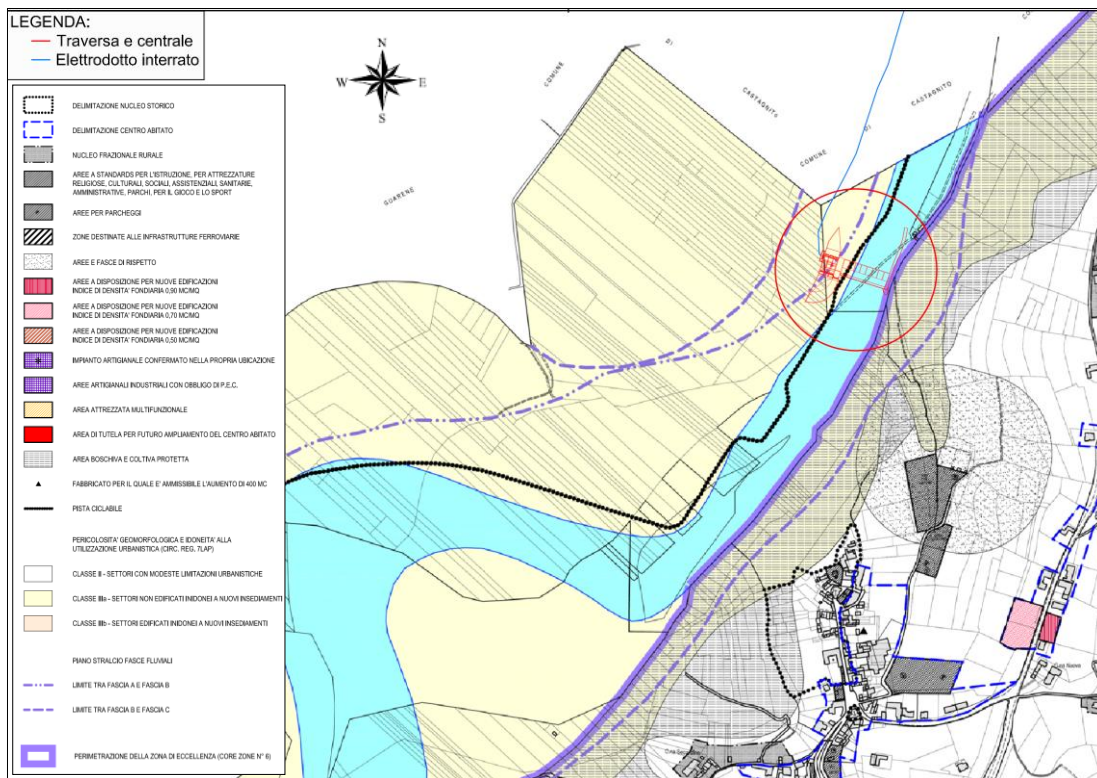 LEGENDA:
Traversa e centrale
Elettrodotto interrato
N
W
E
S
DELIMITAZIONE NUCLEO STORICO
DELIMITAZIONE CENTRO ABITATO
NUCLEO FRAZIONALE RURALE
AREE A STANDARDS PER L'ISTRUZIONE, PER ATTREZZATURE
RELIGIOSE, CULTURALI, SOCIALI, ASSISTENZIALI, SANITARIE,
AMMINISTRATIVE, PARCHI, PER IL GIOCO E LO SPORT
AREE PER PARCHEGGI
ZONE DESTINATE ALLE INFRASTRUTTURE FERROVIARIE
AREE E FASCE DI RISPETTO
AREE A DISPOSIZIONE PER NUOVE EDIFICAZIONI
INDICE DI DENSITA' FONDIARIA 0,90 MC/MQ
AREE A DISPOSIZIONE PER NUOVE EDIFICAZIONI
INDICE DI DENSITA' FONDIARIA 0,70 MC/MQ
AREE A DISPOSIZIONE PER NUOVE EDIFICAZIONI
INDICE DI DENSITA' FONDIARIA 0,50 MC/MQ
IMPIANTO ARTIGIANALE CONFERMATO NELLA PROPRIA UBICAZIONE
AREE ARTIGIANALI INDUSTRIALI CON OBBLIGO DI P.E.C.
AREA ATTREZZATA MULTIFUNZIONALE
AREA DI TUTELA PER FUTURO AMPLIAMENTO DEL CENTRO ABITATO
AREA BOSCHIVA E COLTIVA PROTETTA
FABBRICATO PER IL QUALE E' AMMISSIBILE L'AUMENTO DI 400 MC
PISTA CICLABILE
PERICOLOSITA' GEOMORFOLOGICA E IDONEITA' ALLA
UTILIZZAZIONE URBANISTICA (CIRC. REG. 7LAP)
CLASSE II - SETTORI CON MODESTE LIMITAZIONI URBANISTICHE
CLASSE IIIa - SETTORI NON EDIFICATI INIDONEI A NUOVI INSEDIAMENTI
CLASSE IIIb - SETTORI EDIFICATI INIDONEI A NUOVI INSEDIAMENTI
PIANO STRALCIO FASCE FLUVIALI
LIMITE TRA FASCIA A E FASCIA B
LIMITE TRA FASCIA B E FASCIA C
PERIMETRAZIONE DELLA ZONA DI ECCELLENZA (CORE ZONE N° 6)
COMUNE
DI
CASTAGNITO
GUARENE
COMUNE
DI
CASTAGNITO